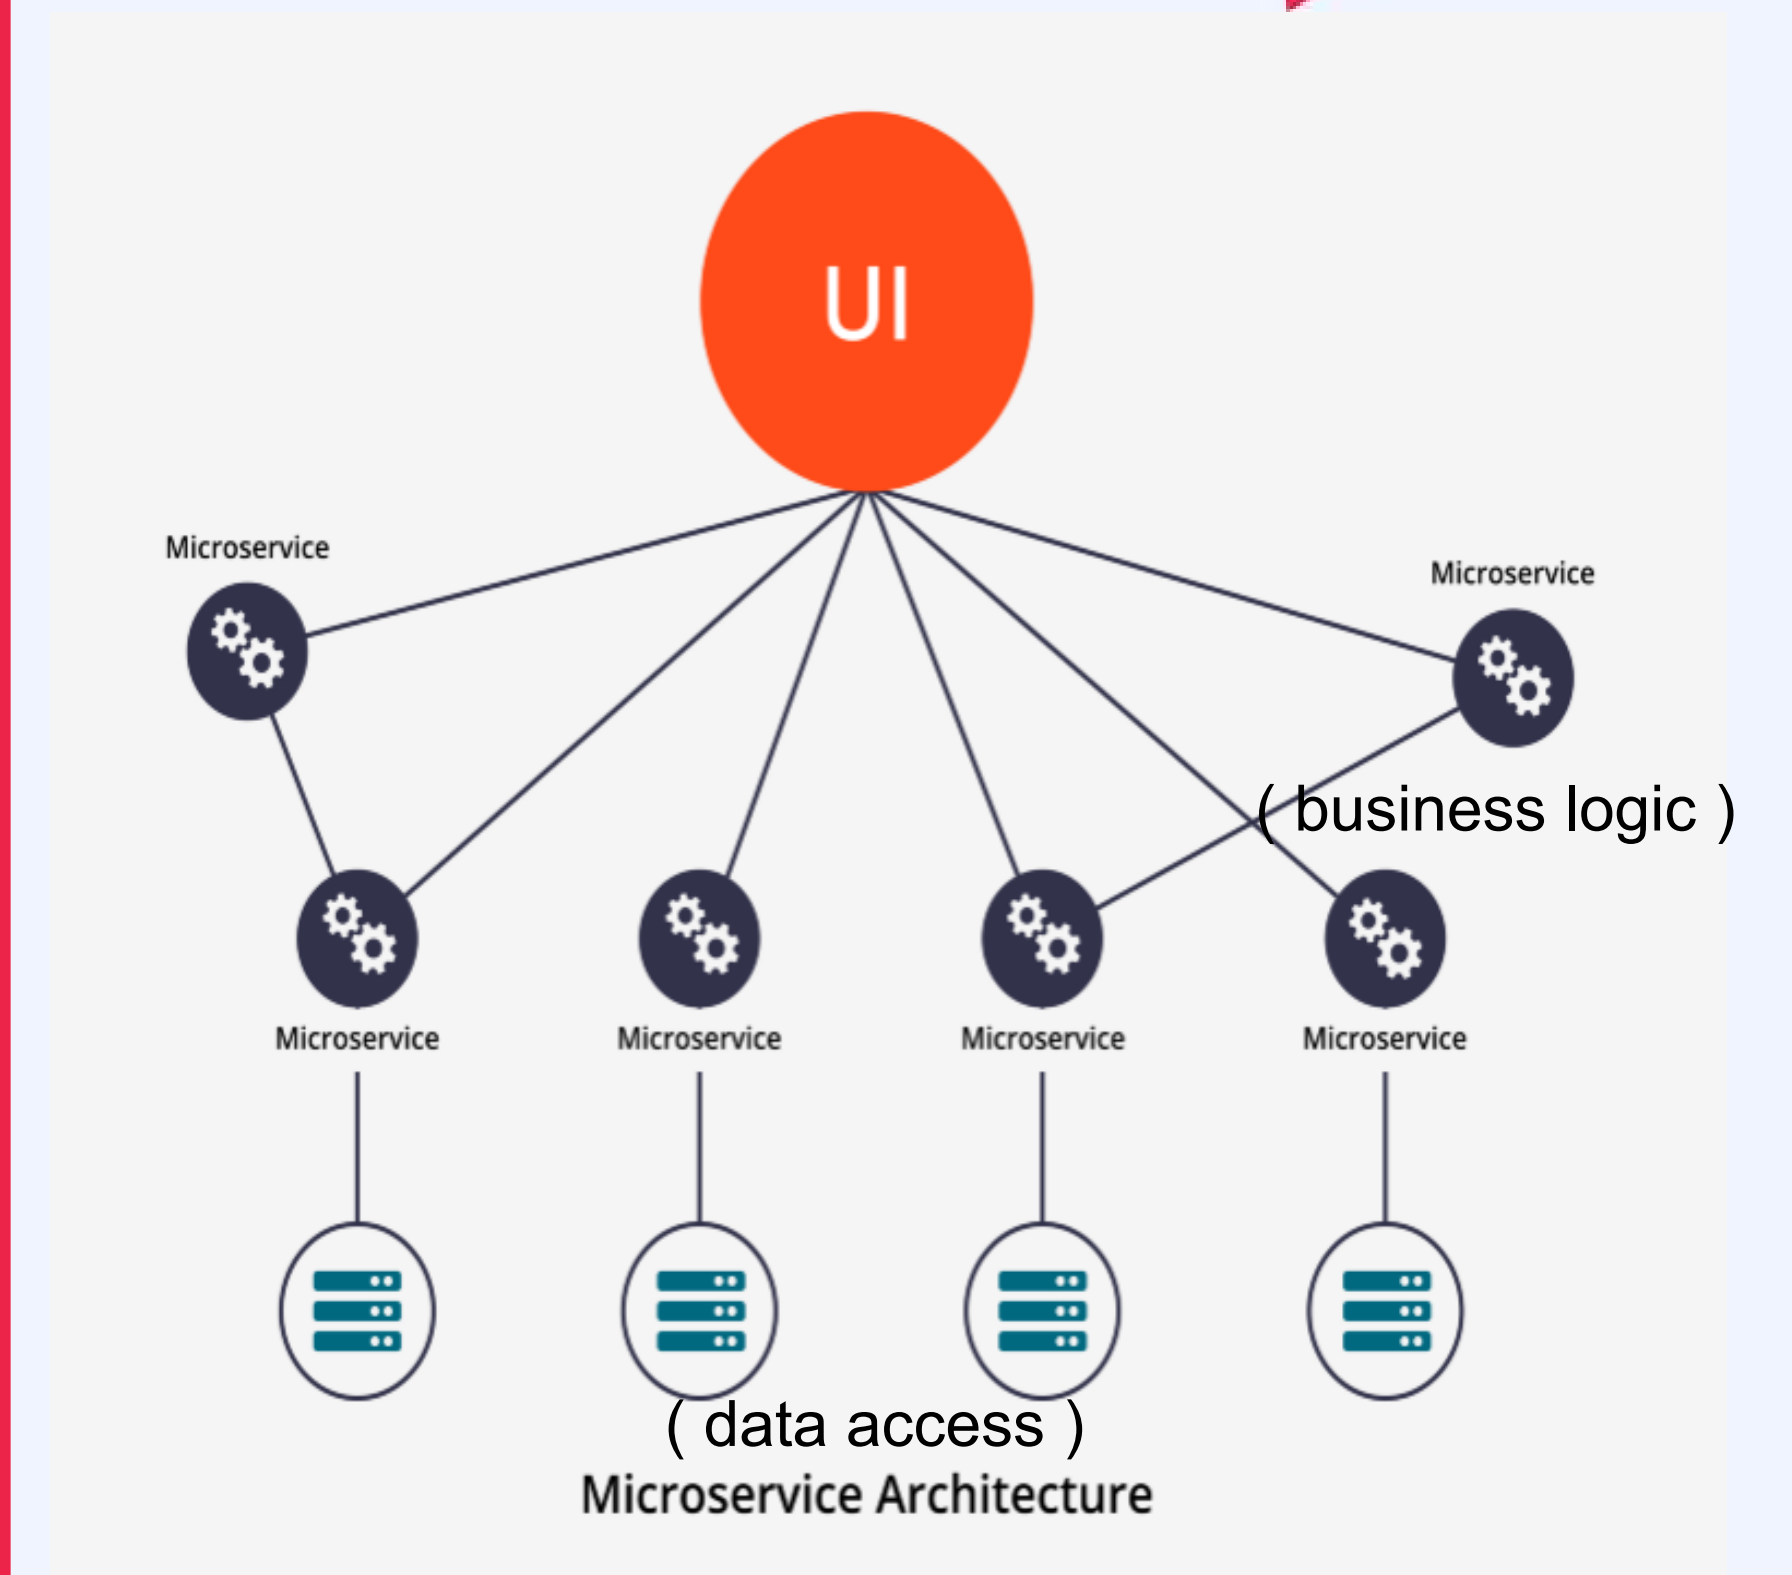 UI
Microservice
Microservice
( business logic )
Microservice Microservice Microservice Microservice
( data access )
Microservice Architecture